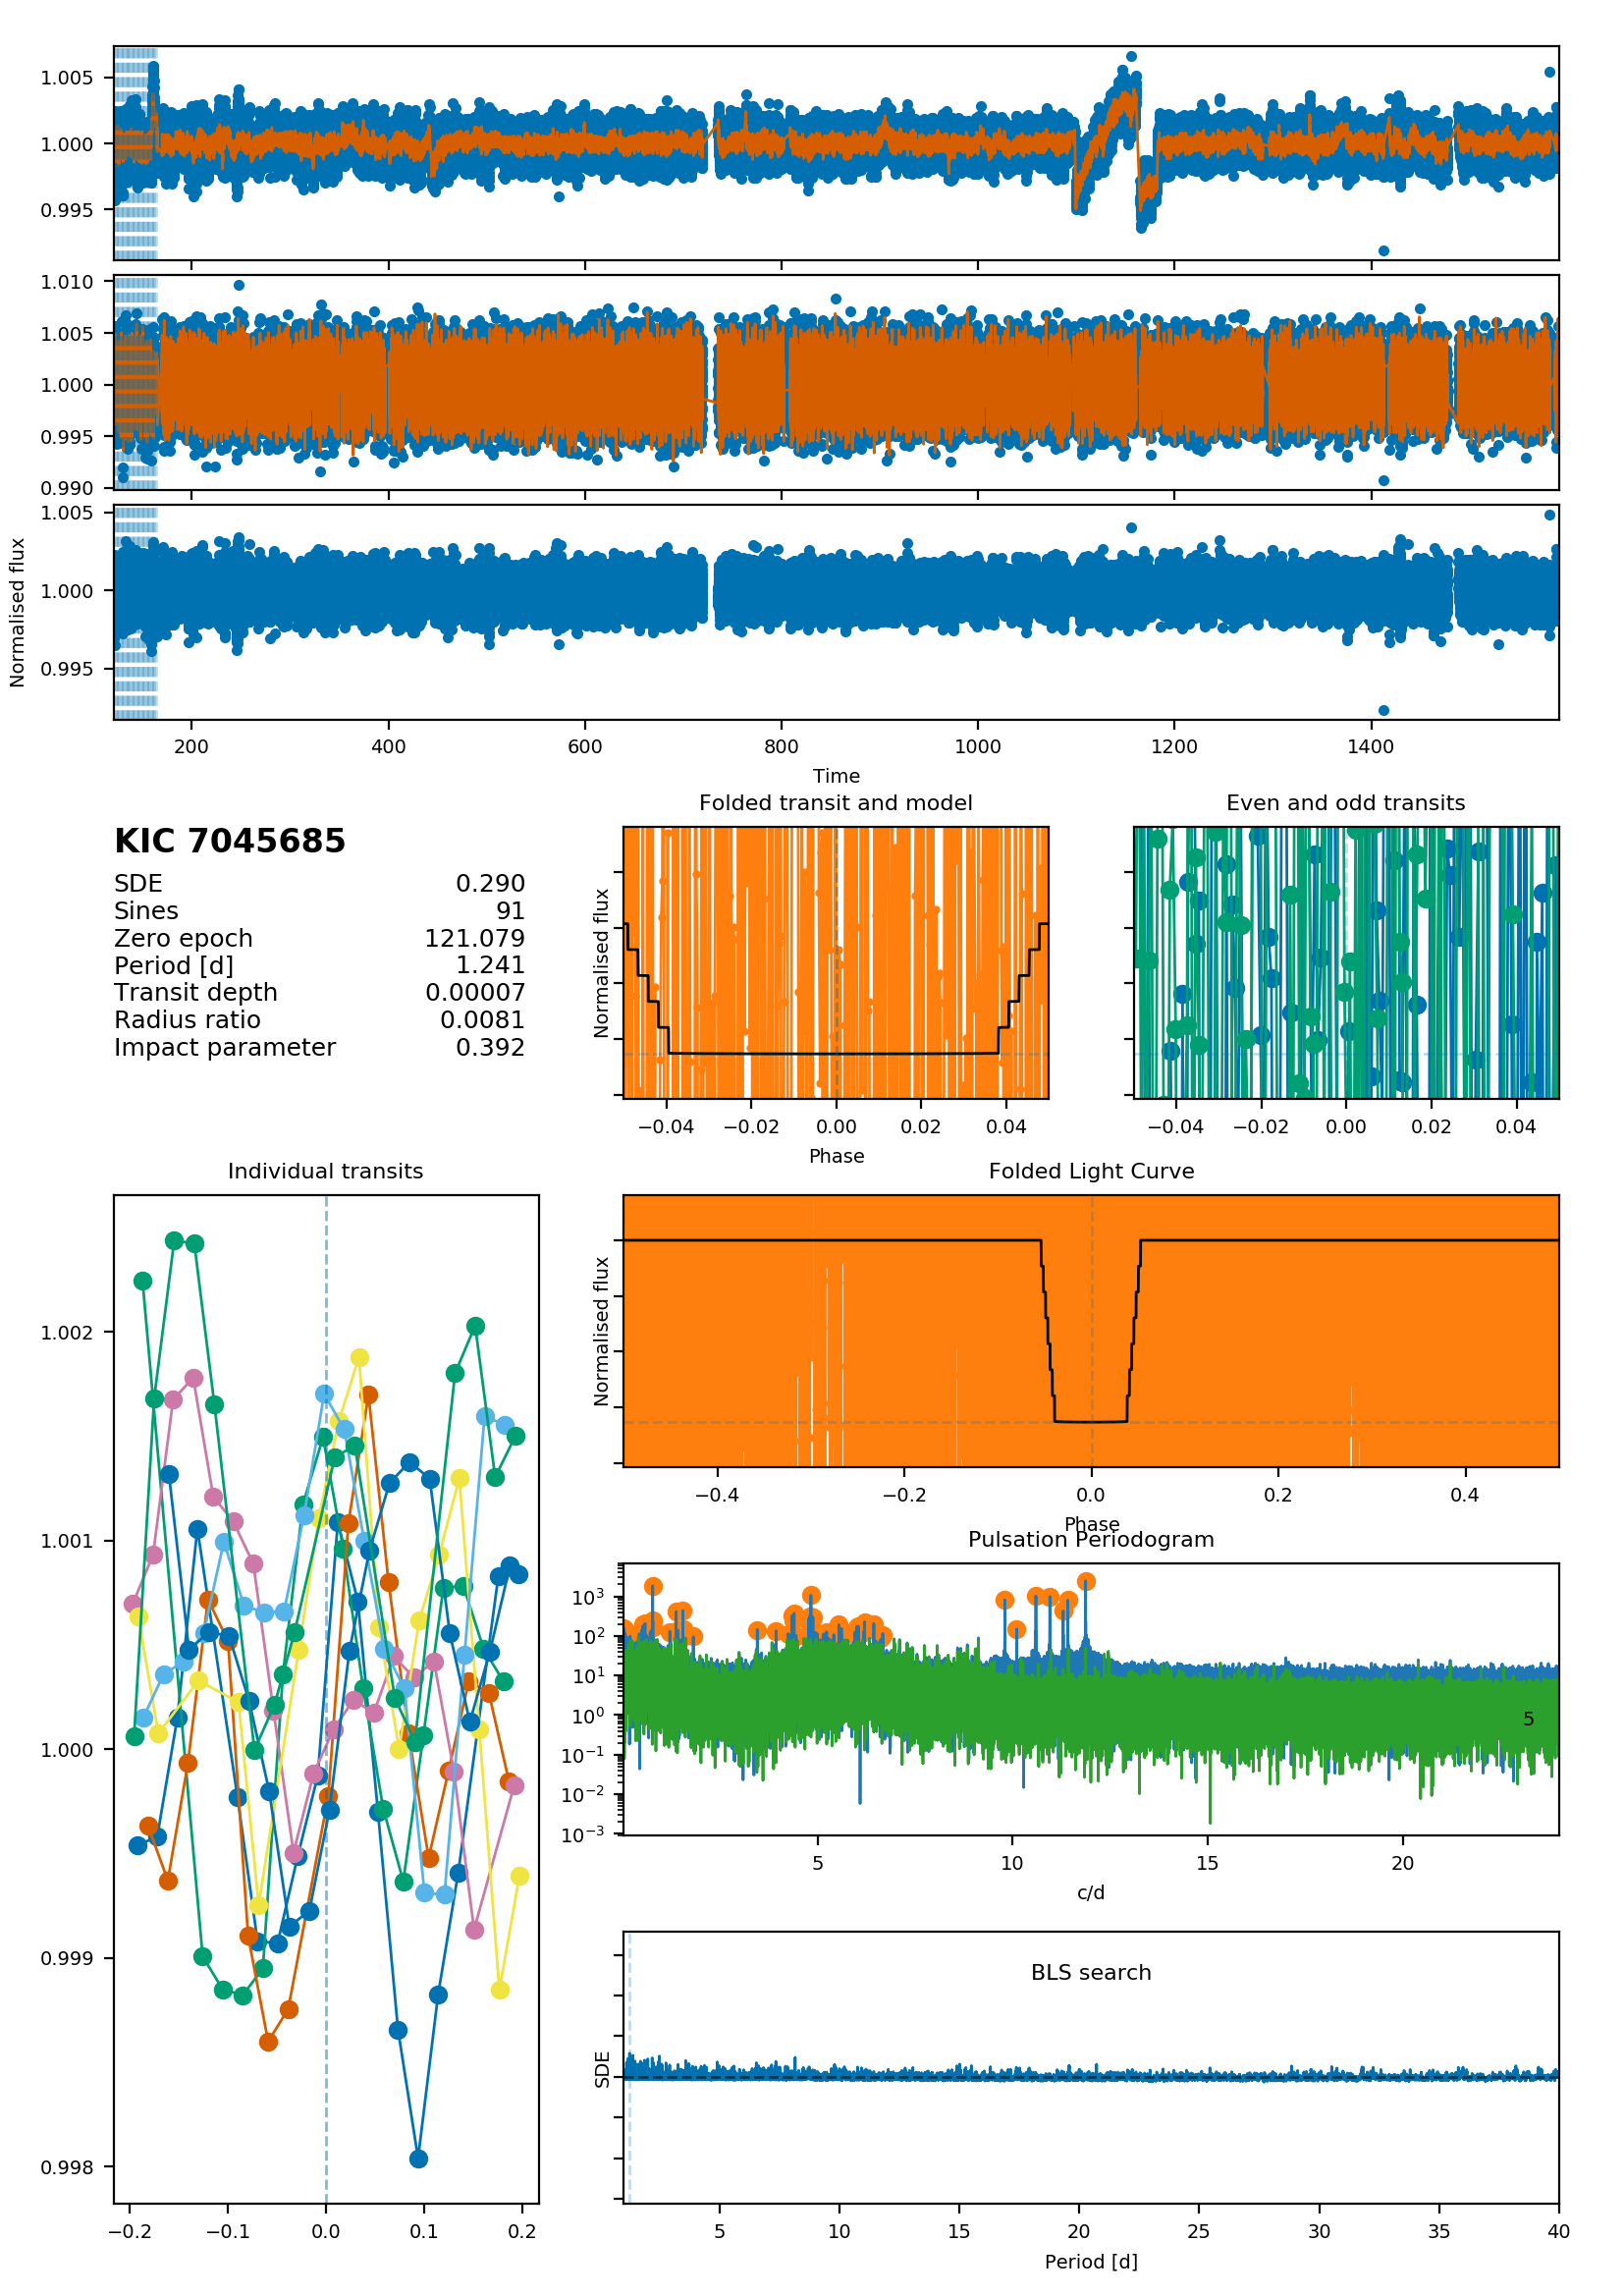 1.005
1.000
0.995
1.010
1.005
1.000
0.995
0.990
1.005
1.000
0.995
Normalised flux
200 400 600 800 1000 1200 1400
Time
KIC 7045685
SDE 0.290
Sines 91
Zero epoch 121.079
Period [d] 1.241
Transit depth 0.00007
Radius ratio 0.0081
Impact parameter 0.392
Folded transit and model
Normalised flux
−0.04 −0.02 0.00 0.02 0.04
Phase
Even and odd transits
−0.04 −0.02 0.00 0.02 0.04
Individual transits
1.002
1.001
1.000
0.999
0.998
−0.2 −0.1 0.0 0.1 0.2
Folded Light Curve
Normalised flux
−0.4 −0.2 0.0 0.2 0.4
Phase
Pulsation Periodogram
10³
10²
10¹
10⁰
10⁻¹
10⁻²
10⁻³
5
5 10 15 20
c/d
BLS search
SDE
5 10 15 20 25 30 35 40
Period [d]